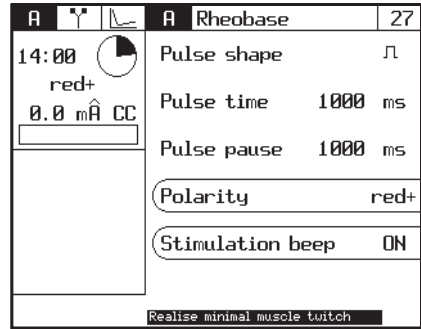 A
A Rheobase 27
14:00
red+
0.0 mÂ CC
Pulse shape
Pulse time 1000 ms
Pulse pause 1000 ms
Polarity red+
Stimulation beep ON
Realise minimal muscle twitch